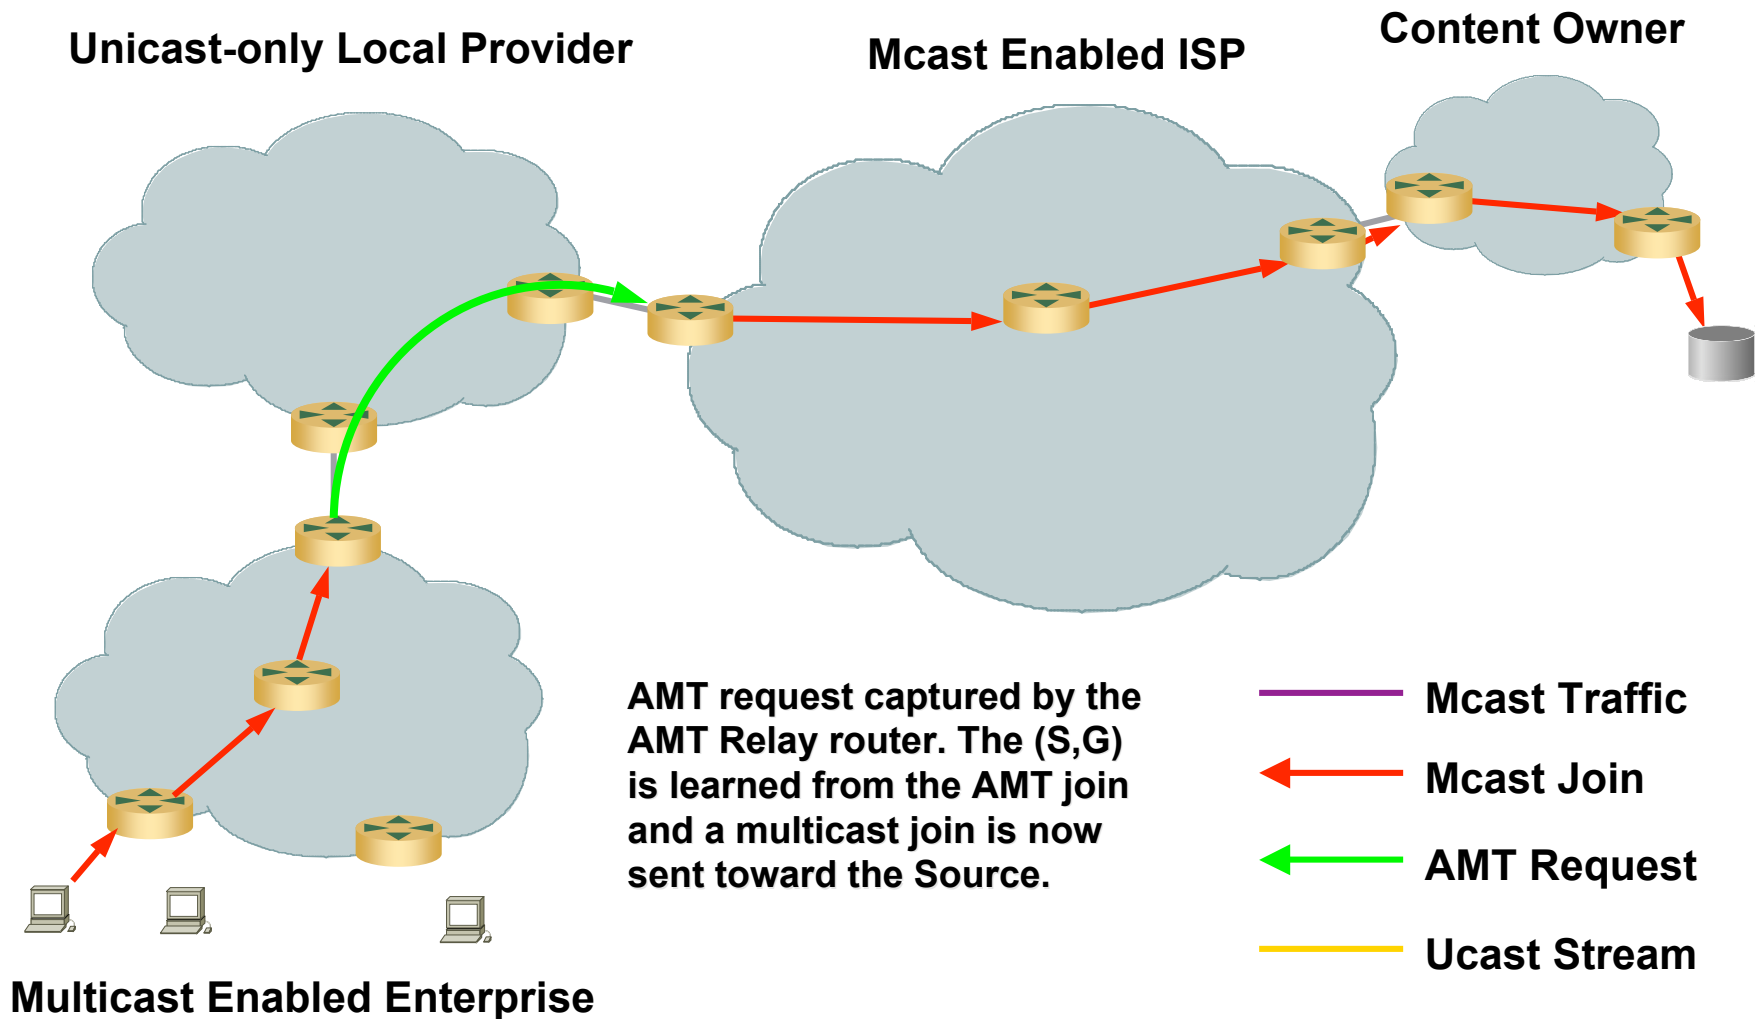 Unicast-only Local Provider
Mcast Enabled ISP
Content Owner
AMT request captured by the
AMT Relay router. The (S,G)
is learned from the AMT join
and a multicast join is now
sent toward the Source.
Mcast Traffic
Mcast Join
AMT Request
Ucast Stream
Multicast Enabled Enterprise